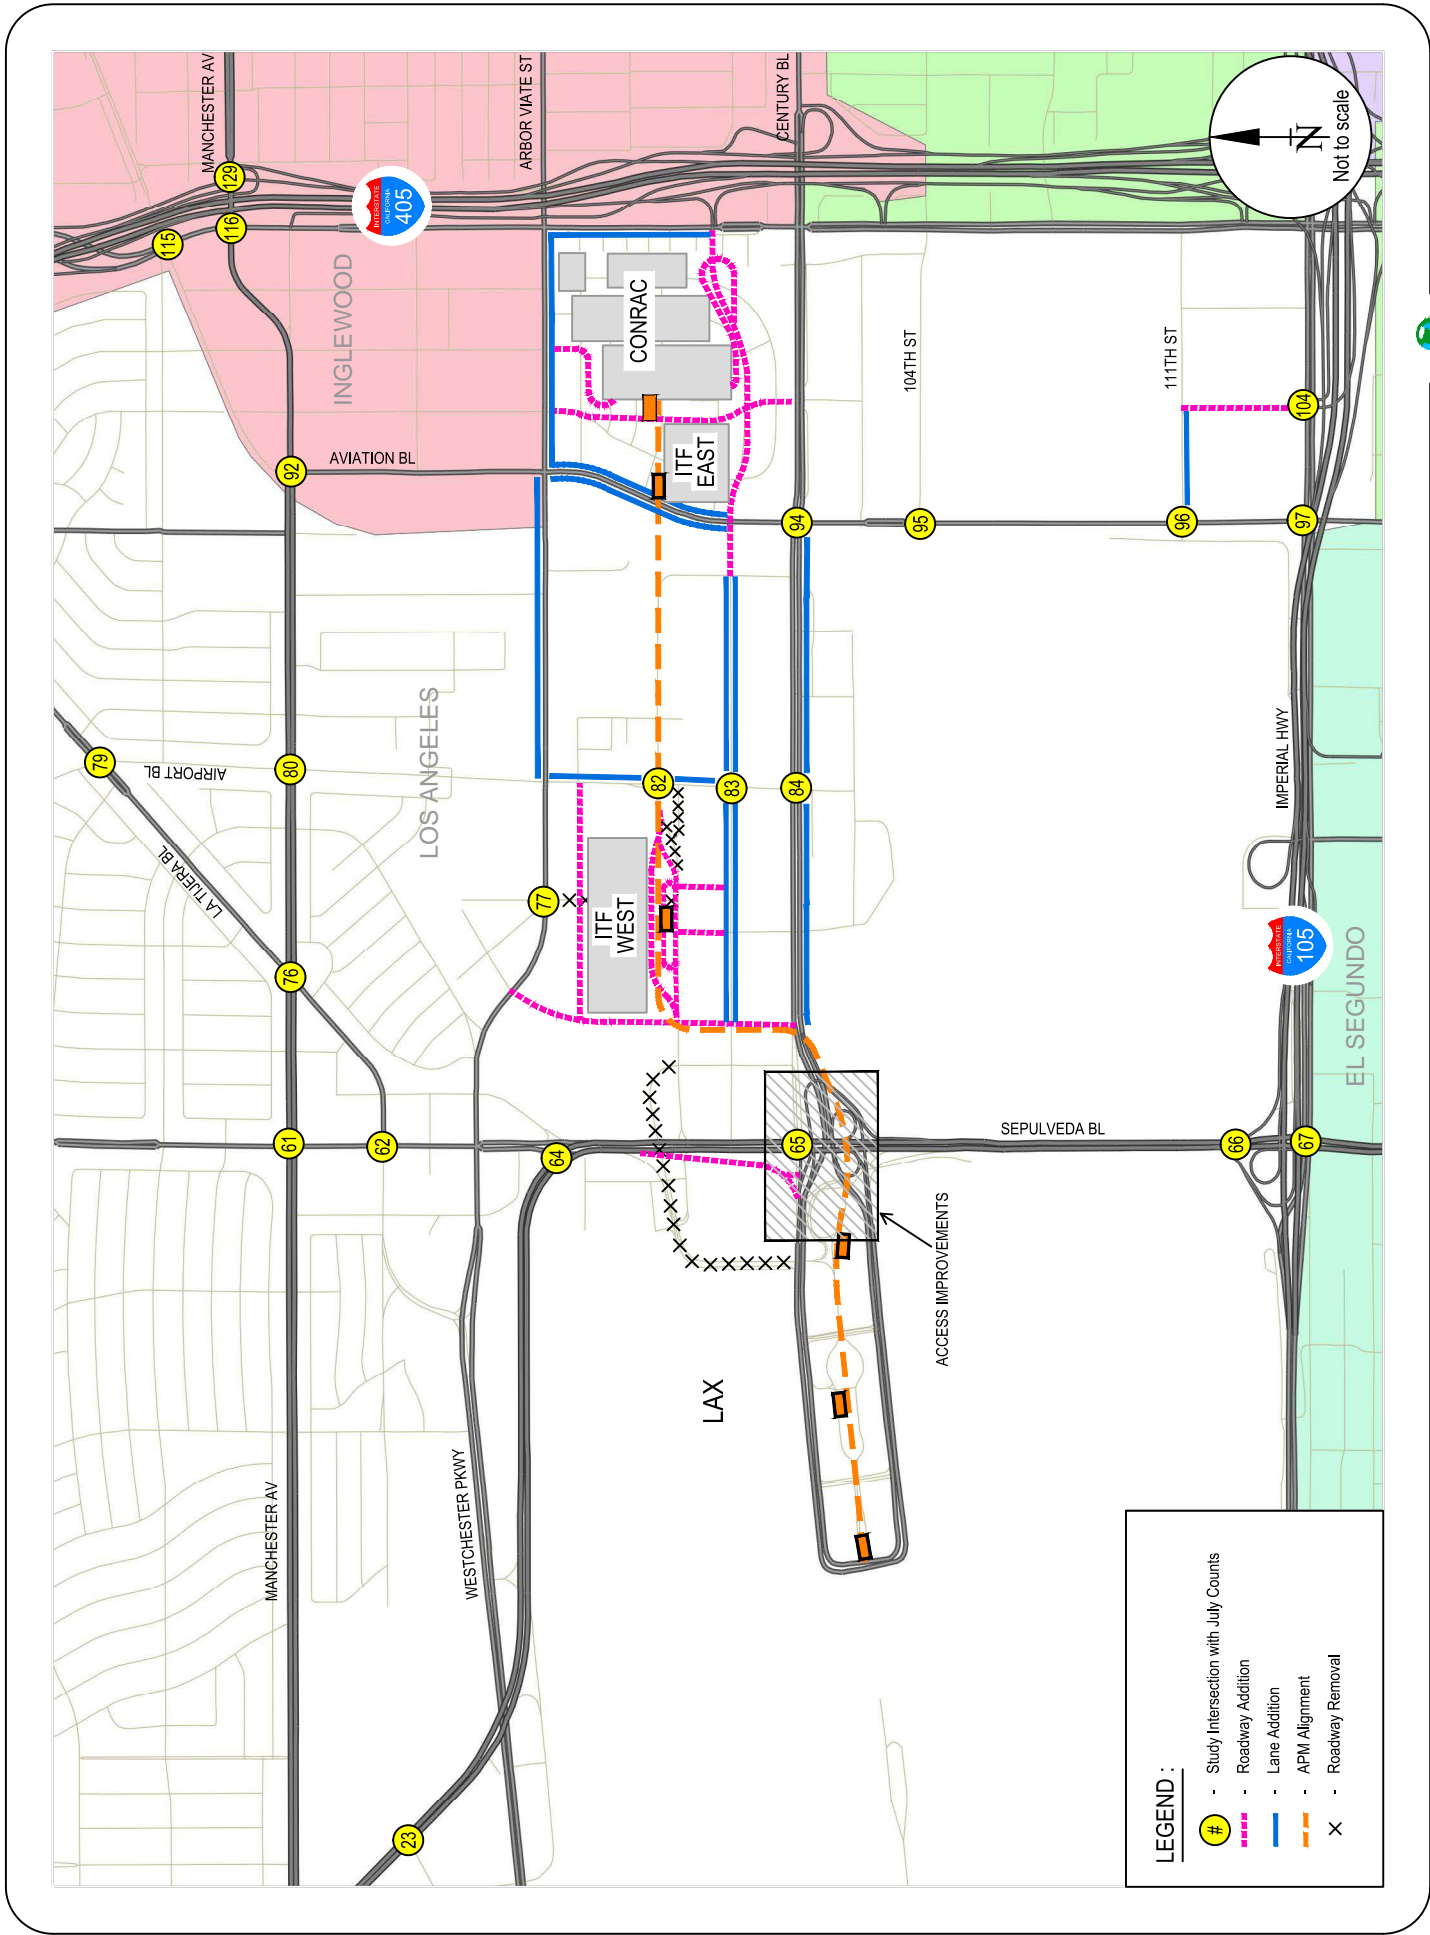 MANCHESTER AV
ARBOR VIATE ST
CENTURY BL
129
116
115
INTERSTATE
CALIFORNIA
405
INGLEWOOD
CONRAC
N
Not to scale
104TH ST
111TH ST
104
92
AVIATION BL
ITF
EAST
94
95
96
97
79
AIRPORT BL
80
LOS ANGELES
82
83
84
IMPERIAL HWY
LA TIJERA BL
76
77
ITF
WEST
INTERSTATE
CALIFORNIA
105
EL SEGUNDO
61
62
64
65
SEPULVEDA BL
66
67
ACCESS IMPROVEMENTS
LAX
MANCHESTER AV
WESTCHESTER PKWY
23
LEGEND :
# - Study Intersection with July Counts
- Roadway Addition
- Lane Addition
- APM Alignment
× - Roadway Removal